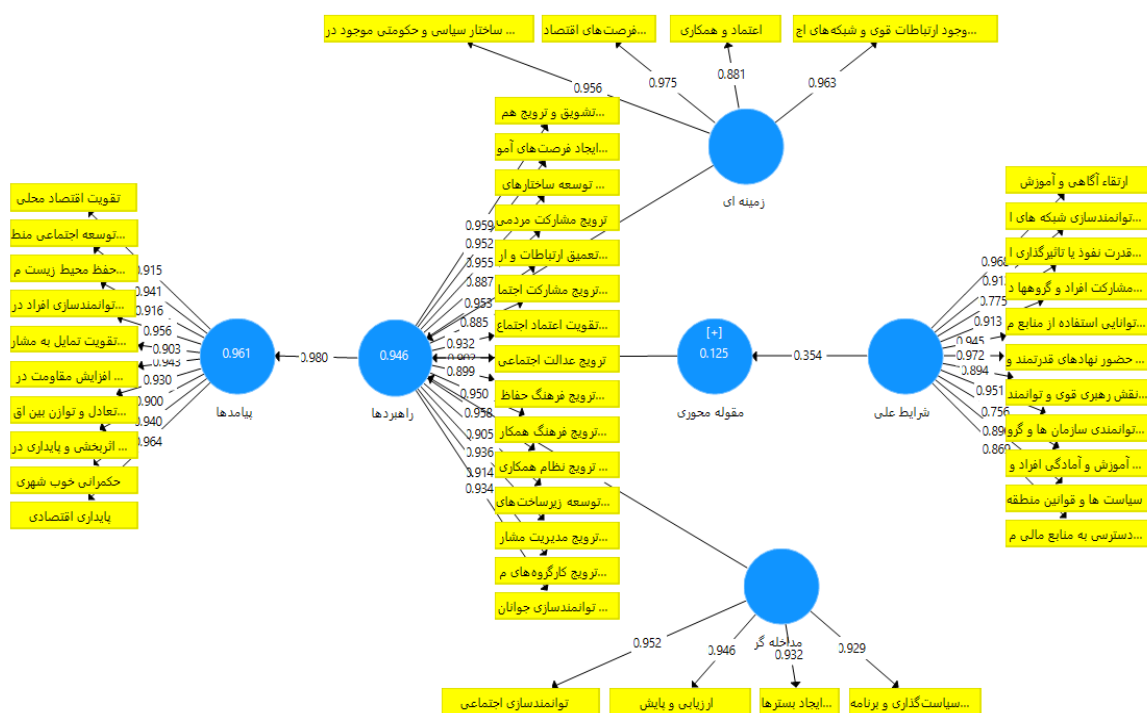 ساختار سیاسی و حکومتی موجود در ...
فرصت‌های اقتصاد...
اعتماد و همکاری
وجود ارتباطات قوی و شبکه‌های اج...
0.956
0.975
0.881
0.963
زمینه ای
تشویق و ترویج هم...
ایجاد فرصت‌های آمو...
توسعه ساختارهای ...
ترویج مشارکت مردمی
تعمیق ارتباطات و ار...
ترویج مشارکت اجتما...
تقویت اعتماد اجتماع...
ترویج عدالت اجتماعی
ترویج فرهنگ حفاظ...
ترویج فرهنگ همکار...
ترویج نظام همکاری ...
توسعه زیرساخت‌های...
ترویج مدیریت مشار...
ترویج کارگروه‌های م...
توانمندسازی جوانان ...
0.959
0.952
0.955
0.887
0.953
0.885
0.932
0.899
0.950
0.958
0.905
0.936
0.914
0.934
ارتقاء آگاهی و آموزش
توانمندسازی شبکه های ا...
قدرت نفوذ یا تاثیرگذاری ا...
مشارکت افراد و گروهها د...
توانایی استفاده از منابع م...
حضور نهادهای قدرتمند و ...
نقش رهبری قوی و توانمند
توانمندی سازمان ها و گرو...
آموزش و آمادگی افراد و ...
سیاست ها و قوانین منطقه
دسترسی به منابع مالی م...
0.775
0.913
0.945
0.972
0.894
0.951
0.756
شرایط علی
0.354
[+]
0.125
مقوله محوری
0.946
راهبردها
0.980
0.961
پیامدها
تقویت اقتصاد محلی
توسعه اجتماعی منط...
حفظ محیط زیست م...
توانمندسازی افراد در...
تقویت تمایل به مشار...
افزایش مقاومت در ...
تعادل و توازن بین اق...
اثربخشی و پایداری در ...
حکمرانی خوب شهری
پایداری اقتصادی
0.915
0.941
0.916
0.956
0.903
0.943
0.930
0.900
0.940
0.964
مداخله گر
0.952
0.946
0.932
0.929
توانمندسازی اجتماعی
ارزیابی و پایش
ایجاد بسترها...
سیاست‌گذاری و برنامه...